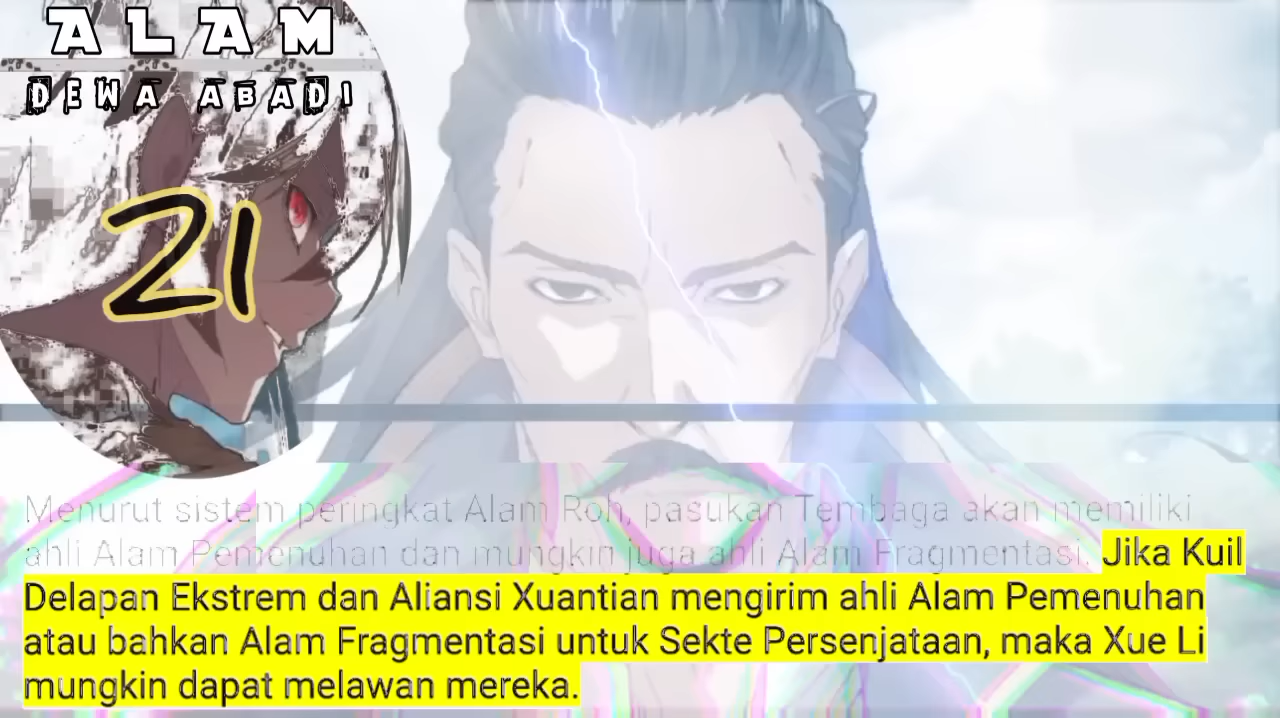 ALAM
DEWA ABADI
21
Menurut sistem peringkat Alam Roh, pasukan Tembaga akan memiliki
ahli Alam Pemenuhan dan mungkin juga ahli Alam Fragmentasi. Jika Kuil
Delapan Ekstrem dan Aliansi Xuantian mengirim ahli Alam Pemenuhan
atau bahkan Alam Fragmentasi untuk Sekte Persenjataan, maka Xue Li
mungkin dapat melawan mereka.